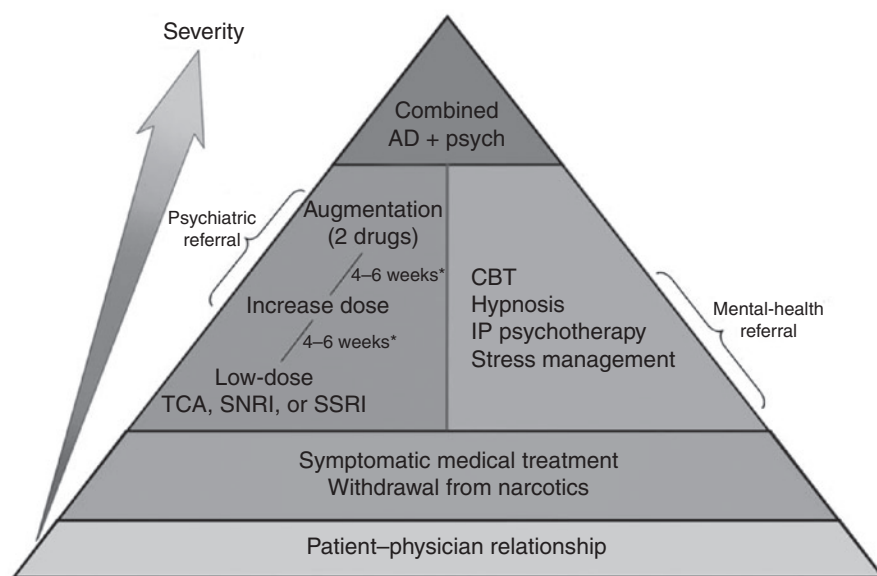 Severity
Combined
AD + psych
Psychiatric
referral
Augmentation
(2 drugs)
4–6 weeks*
Increase dose
4–6 weeks*
Low-dose
TCA, SNRI, or SSRI
CBT
Hypnosis
IP psychotherapy
Stress management
Mental-health
referral
Symptomatic medical treatment
Withdrawal from narcotics
Patient–physician relationship